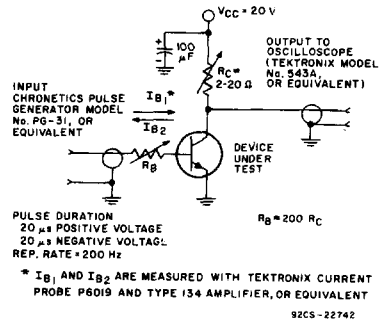 VCC = 20 V
100
μF
RC*
2-20 Ω
OUTPUT TO
OSCILLOSCOPE
(TEKTRONIX MODEL
No. 543A,
OR EQUIVALENT)
INPUT
CHRONETICS PULSE
GENERATOR MODEL
No. PG-31, OR
EQUIVALENT
IB1*
IB2
RB
DEVICE
UNDER
TEST
PULSE DURATION
20 μs POSITIVE VOLTAGE
20 μs NEGATIVE VOLTAGE
REP. RATE = 200 Hz
RB = 200 RC
* IB1 AND IB2 ARE MEASURED WITH TEKTRONIX CURRENT
PROBE P6019 AND TYPE 134 AMPLIFIER, OR EQUIVALENT
92CS-22742